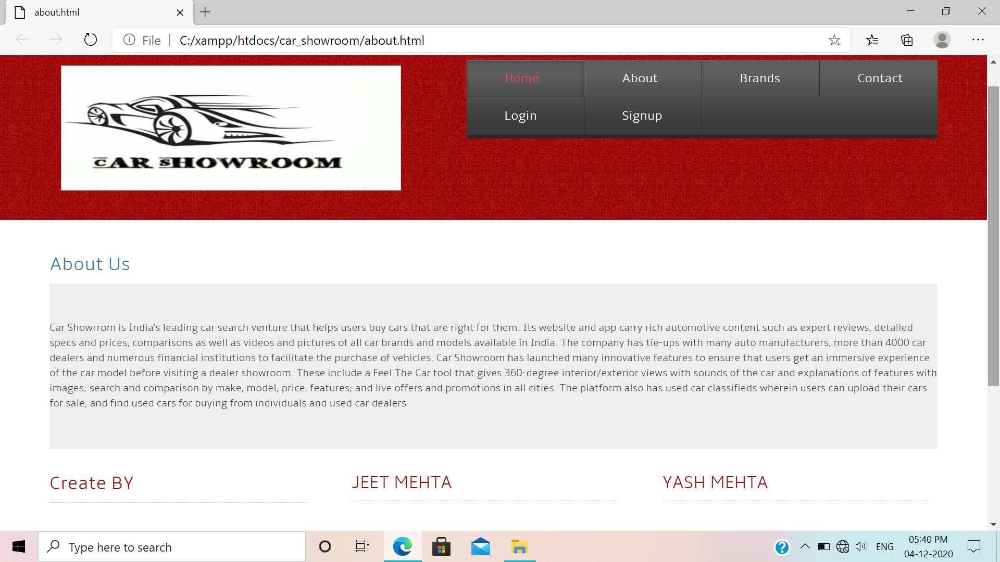 about.html
File
C:/xampp/htdocs/car_showroom/about.html
Home About Brands Contact
Login Signup
CAR SHOWROOM
About Us
Car Showrrom is India's leading car search venture that helps users buy cars that are right for them. Its website and app carry rich automotive content such as expert reviews, detailed
specs and prices, comparisons as well as videos and pictures of all car brands and models available in India. The company has tie-ups with many auto manufacturers, more than 4000 car
dealers and numerous financial institutions to facilitate the purchase of vehicles. Car Showroom has launched many innovative features to ensure that users get an immersive experience
of the car model before visiting a dealer showroom. These include a Feel The Car tool that gives 360-degree interior/exterior views with sounds of the car and explanations of features with
images; search and comparison by make, model, price, features; and live offers and promotions in all cities. The platform also has used car classifieds wherein users can upload their cars
for sale, and find used cars for buying from individuals and used car dealers.
Create BY
JEET MEHTA
YASH MEHTA
Type here to search
ENG
05:40 PM
04-12-2020